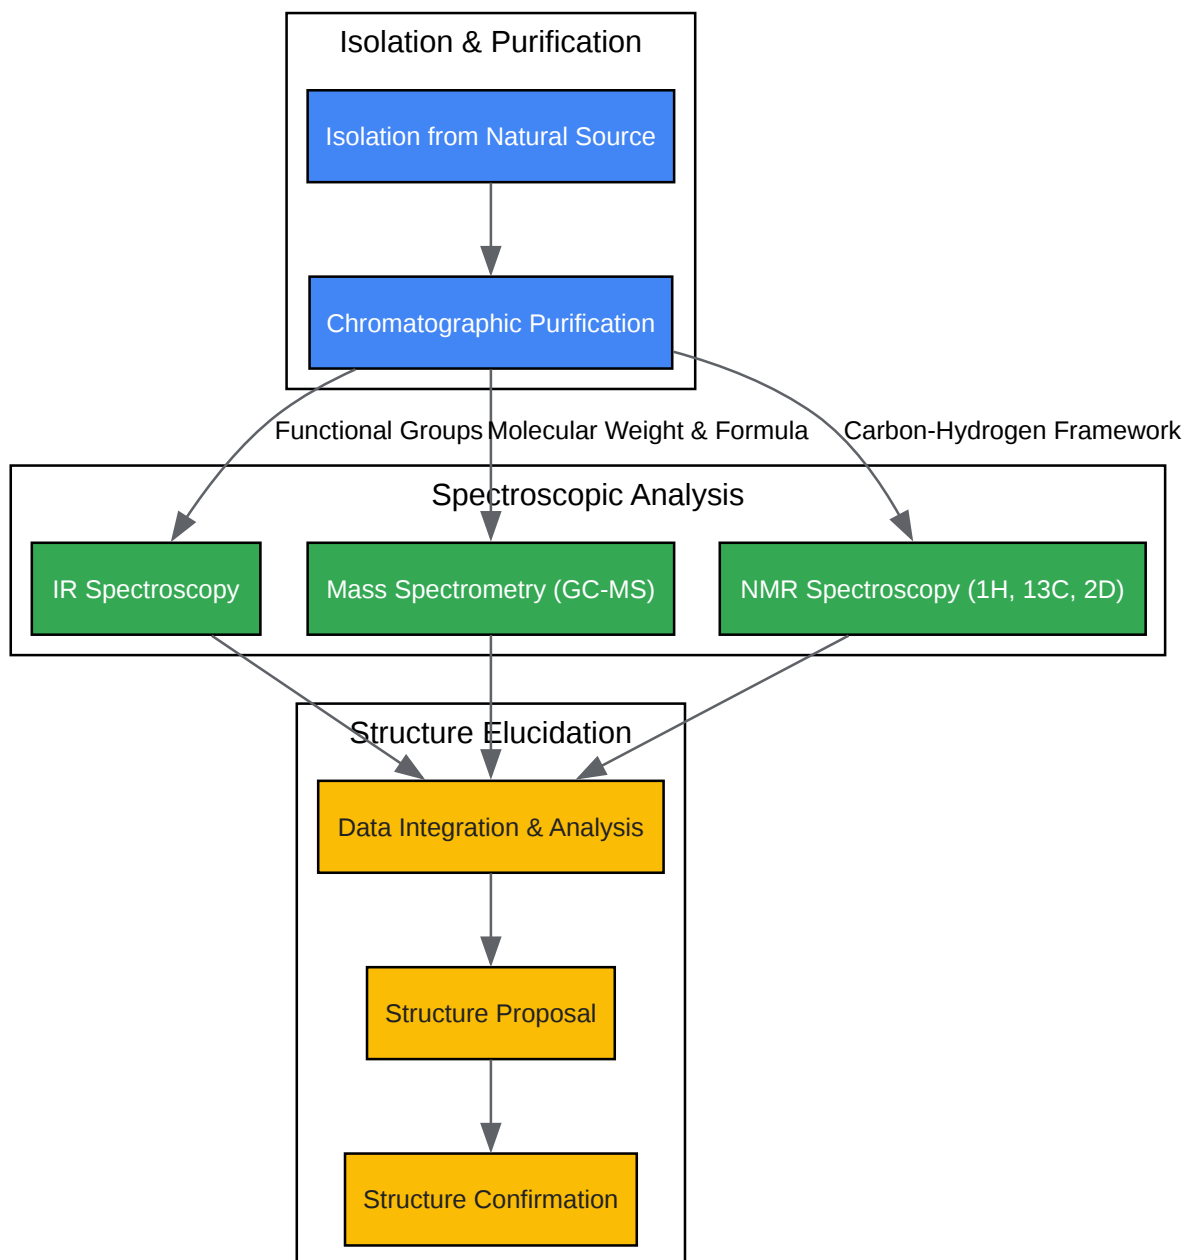 Isolation & Purification
Isolation from Natural Source
Chromatographic Purification
Functional Groups
Molecular Weight & Formula
Carbon-Hydrogen Framework
Spectroscopic Analysis
IR Spectroscopy
Mass Spectrometry (GC-MS)
NMR Spectroscopy (1H, 13C, 2D)
Structure Elucidation
Data Integration & Analysis
Structure Proposal
Structure Confirmation